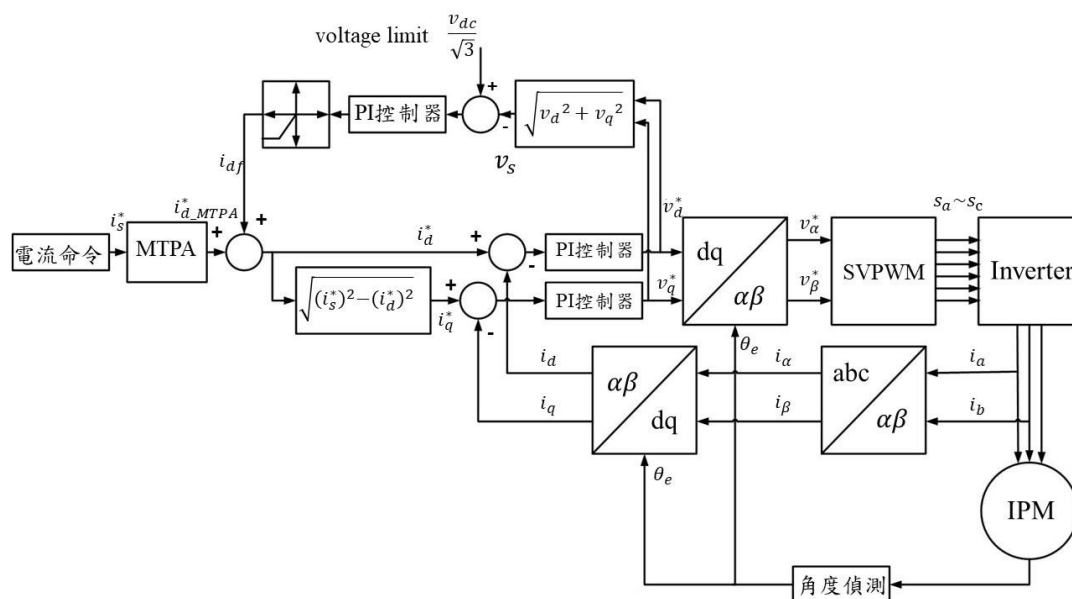 voltage limit v_dc/√3
+
PI控制器
-
√(v_d² + v_q²)
v_s
i_df
i_s^*
i_d_MTPA^*
+
+
電流命令
MTPA
i_d^*
+
-
PI控制器
v_d^*
√((i_s^*)²−(i_d^*)²)
i_q^*
+
-
PI控制器
v_q^*
dq
αβ
v_α^*
v_β^*
SVPWM
s_a~s_c
Inverter
θ_e
i_d
i_q
αβ
dq
i_α
i_β
abc
αβ
i_a
i_b
θ_e
IPM
角度偵測